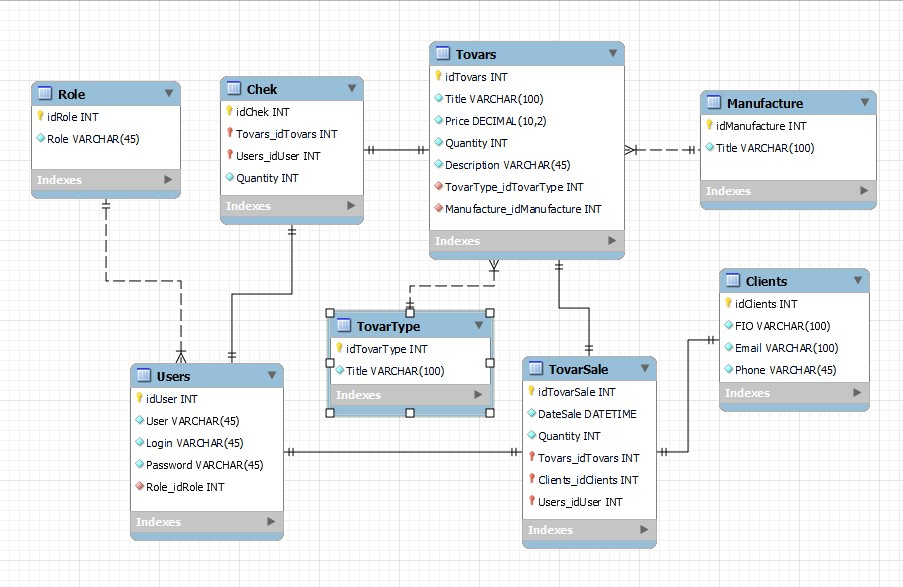 Role
idRole INT
Role VARCHAR(45)
Indexes
Chek
idChek INT
Tovars_idTovars INT
Users_idUser INT
Quantity INT
Indexes
Tovars
idTovars INT
Title VARCHAR(100)
Price DECIMAL(10,2)
Quantity INT
Description VARCHAR(45)
TovarType_idTovarType INT
Manufacture_idManufacture INT
Indexes
Manufacture
idManufacture INT
Title VARCHAR(100)
Indexes
Users
idUser INT
User VARCHAR(45)
Login VARCHAR(45)
Password VARCHAR(45)
Role_idRole INT
Indexes
TovarType
idTovarType INT
Title VARCHAR(100)
Indexes
TovarSale
idTovarSale INT
DateSale DATETIME
Quantity INT
Tovars_idTovars INT
Clients_idClients INT
Users_idUser INT
Indexes
Clients
idClients INT
FIO VARCHAR(100)
Email VARCHAR(100)
Phone VARCHAR(45)
Indexes